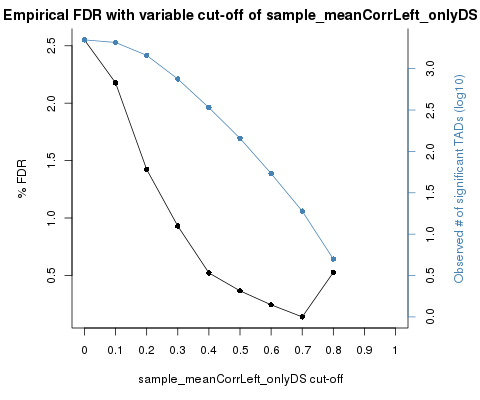 Empirical FDR with variable cut-off of sample_meanCorrLeft_onlyDS
% FDR
2.5
2.0
1.5
1.0
0.5
3.0
2.5
2.0
1.5
1.0
0.5
0.0
Observed # of significant TADs (log10)
0 0.1 0.2 0.3 0.4 0.5 0.6 0.7 0.8 0.9 1
sample_meanCorrLeft_onlyDS cut-off